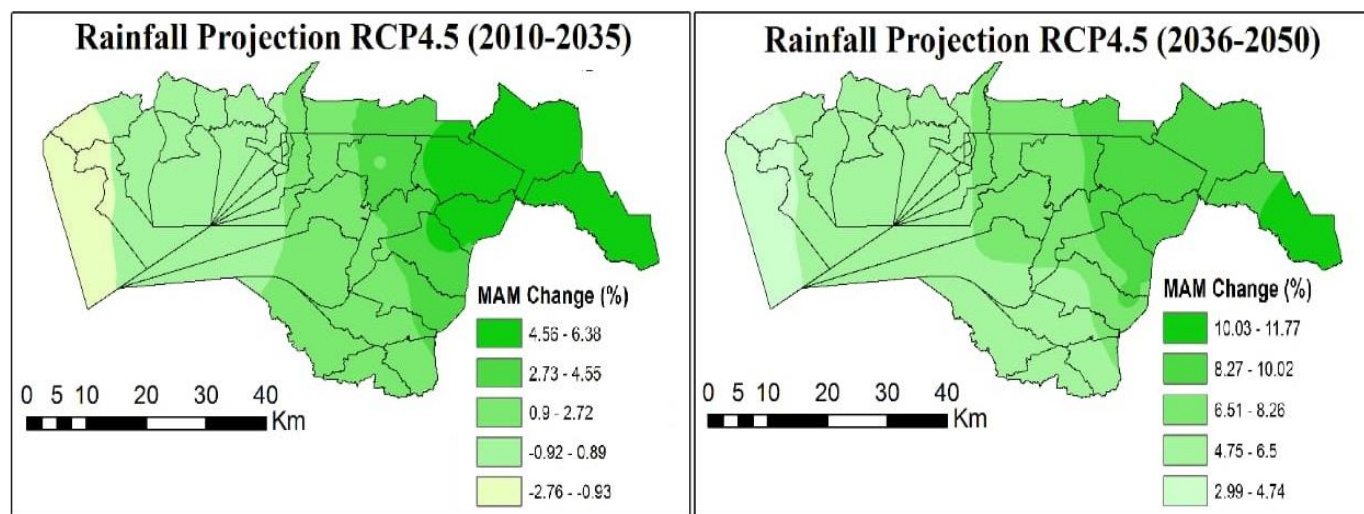 Rainfall Projection RCP4.5 (2010-2035)
MAM Change (%)
4.56 - 6.38
2.73 - 4.55
0.9 - 2.72
-0.92 - 0.89
-2.76 - -0.93
0 5 10 20 30 40
Km
Rainfall Projection RCP4.5 (2036-2050)
MAM Change (%)
10.03 - 11.77
8.27 - 10.02
6.51 - 8.26
4.75 - 6.5
2.99 - 4.74
0 5 10 20 30 40
Km